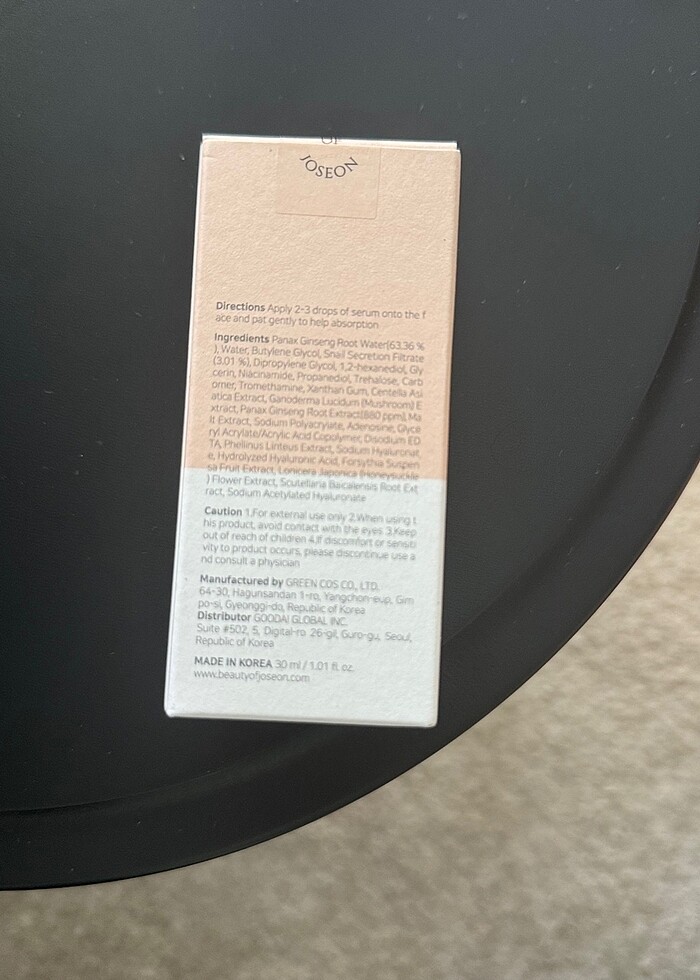 OF
JOSEON
Directions Apply 2-3 drops of serum onto the f
ace and pat gently to help absorption
Ingredients Panax Ginseng Root Water(63.36 %
), Water, Butylene Glycol, Snail Secretion Filtrate
(3.01 %), Dipropylene Glycol, 1,2-hexanediol, Gly
cerin, Niacinamide, Propanediol, Trehalose, Carb
omer, Tromethamine, Xanthan Gum, Centella Asi
atica Extract, Ganoderma Lucidum (Mushroom) E
xtract, Panax Ginseng Root Extract(880 ppm), Ma
lt Extract, Sodium Polyacrylate, Adenosine, Glyce
ryl Acrylate/Acrylic Acid Copolymer, Disodium ED
TA, Phellinus Linteus Extract, Sodium Hyaluronat
e, Hydrolyzed Hyaluronic Acid, Forsythia Suspen
sa Fruit Extract, Lonicera Japonica (Honeysuckle
) Flower Extract, Scutellaria Baicalensis Root Ext
ract, Sodium Acetylated Hyaluronate
Caution 1.For external use only 2.When using t
his product, avoid contact with the eyes 3.Keep
out of reach of children 4.If discomfort or sensiti
vity to product occurs, please discontinue use a
nd consult a physician
Manufactured by GREEN COS CO., LTD.
64-30, Hagunsandan 1-ro, Yangchon-eup, Gim
po-si, Gyeonggi-do, Republic of Korea
Distributor GOODAI GLOBAL INC.
Suite #502, 5, Digital-ro 26-gil, Guro-gu, Seoul,
Republic of Korea
MADE IN KOREA 30 ml / 1.01 fl. oz.
www.beautyofjoseon.com